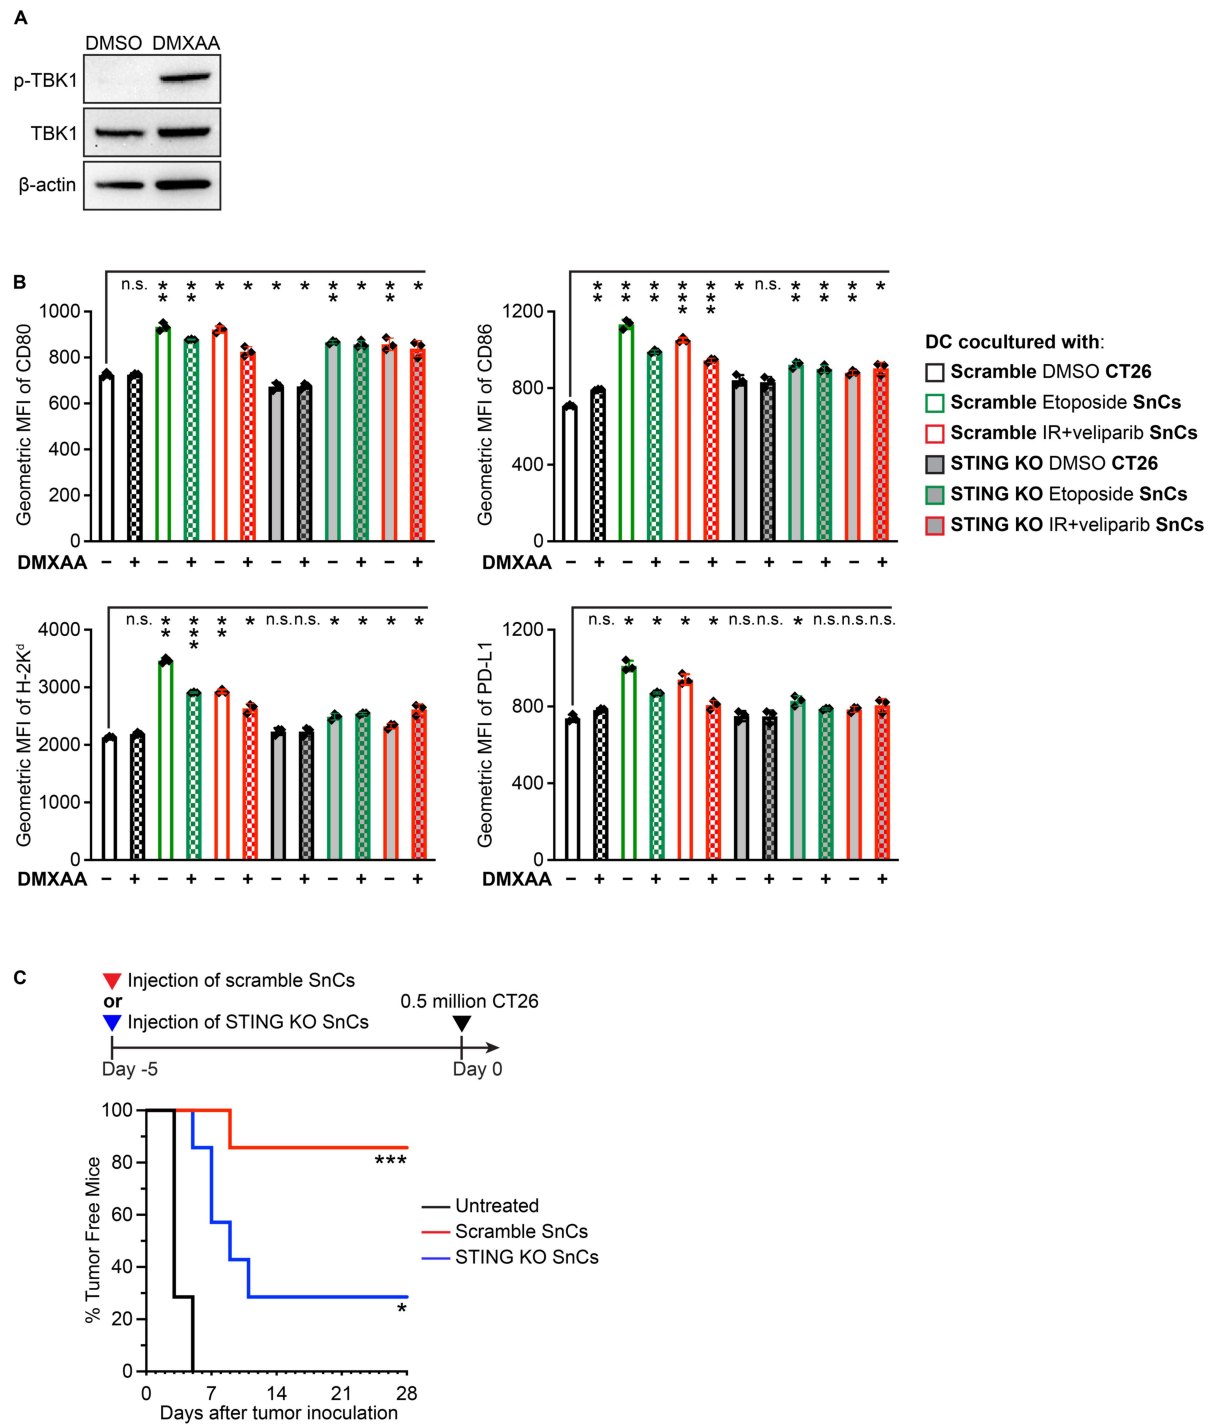 A
DMSO DMXAA
p-TBK1
TBK1
β-actin
B
n.s. ** ** * * * * ** * ** *
Geometric MFI of CD80
1000
800
600
400
200
0
DMXAA − + − + − + − + − + − +
** ** ** *** *** * n.s. ** ** ** *
Geometric MFI of CD86
1200
800
400
0
− + − + − + − + − + − +
DC cocultured with:
Scramble DMSO CT26
Scramble Etoposide SnCs
Scramble IR+veliparib SnCs
STING KO DMSO CT26
STING KO Etoposide SnCs
STING KO IR+veliparib SnCs
n.s. ** *** ** * n.s. n.s. * * * *
Geometric MFI of H-2Kᵈ
4000
3000
2000
1000
0
DMXAA − + − + − + − + − + − +
n.s. * * * * n.s. n.s. * n.s. n.s. n.s.
Geometric MFI of PD-L1
1200
800
400
0
DMXAA − + − + − + − + − + − +
C
Injection of scramble SnCs
or
Injection of STING KO SnCs
0.5 million CT26
Day -5
Day 0
% Tumor Free Mice
100
80
60
40
20
0
***
*
0 7 14 21 28
Days after tumor inoculation
Untreated
Scramble SnCs
STING KO SnCs